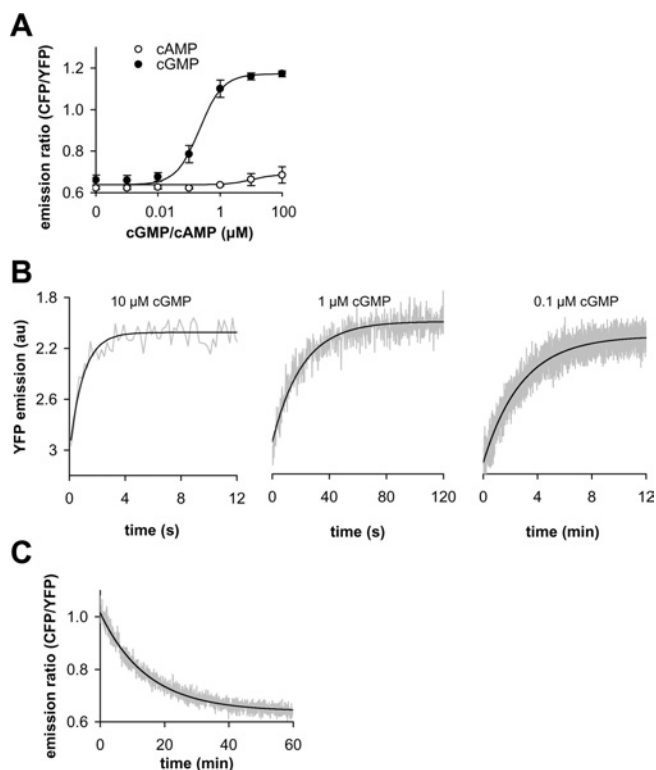 A
cAMP
cGMP
emission ratio (CFP/YFP)
1.2
1.0
0.8
0.6
0 0.01 1 100
cGMP/cAMP (µM)
B
10 µM cGMP 1 µM cGMP 0.1 µM cGMP
YFP emission (au)
1.8
2.2
2.6
3
0 4 8 12 0 40 80 120 0 4 8 12
time (s) time (s) time (min)
C
emission ratio (CFP/YFP)
1.0
0.8
0.6
0 20 40 60
time (min)